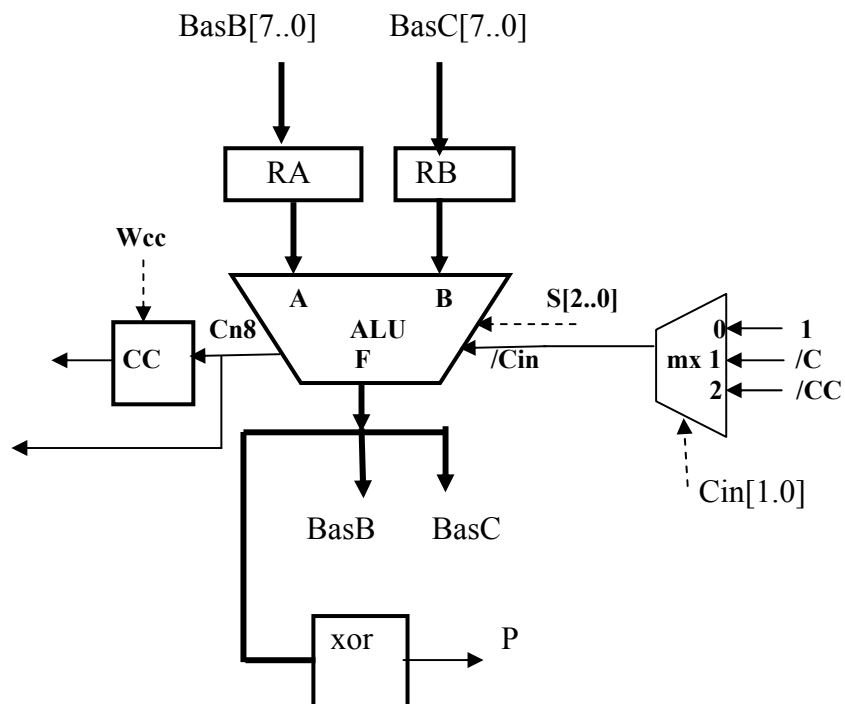 BasB[7..0] BasC[7..0]
RA RB
Wcc
A B S[2..0]
Cn8 ALU 0 1
CC F /Cin mx 1 /C
2 /CC
Cin[1.0]
BasB BasC
xor P